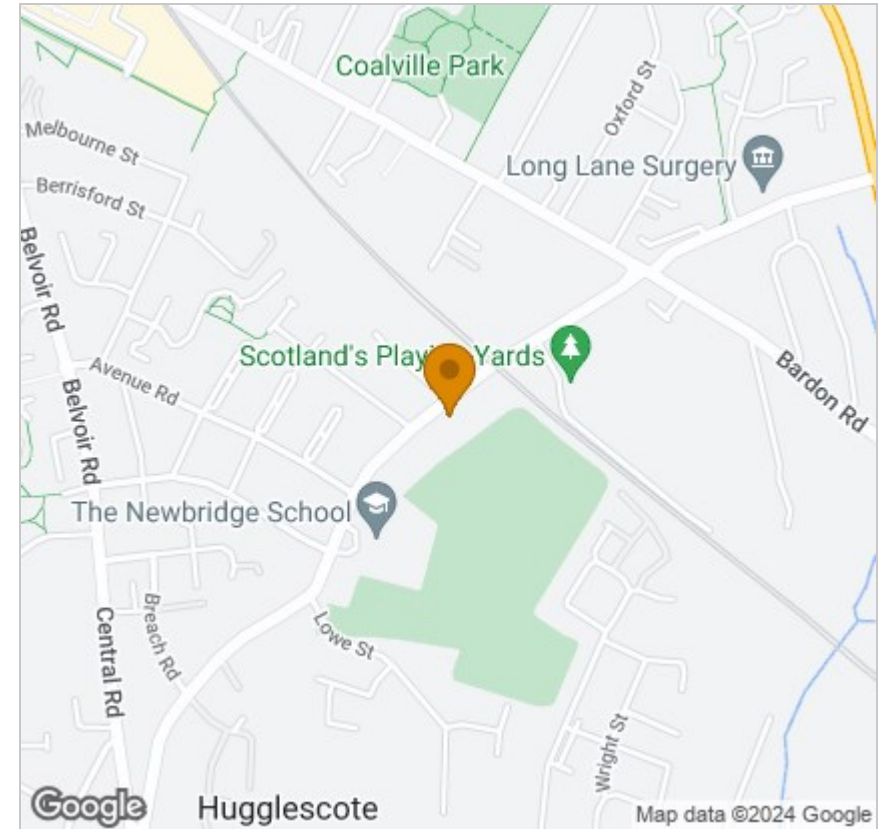 Coalville Park
Oxford St
Melbourne St
Long Lane Surgery
Berrisford St
Belvoir Rd
Scotland's Playi Yards
Avenue Rd
Bardon Rd
Belvoir Rd
The Newbridge School
Breach Rd
Central Rd
Lowe St
Wright St
Google
Hugglescote
Map data ©2024 Google